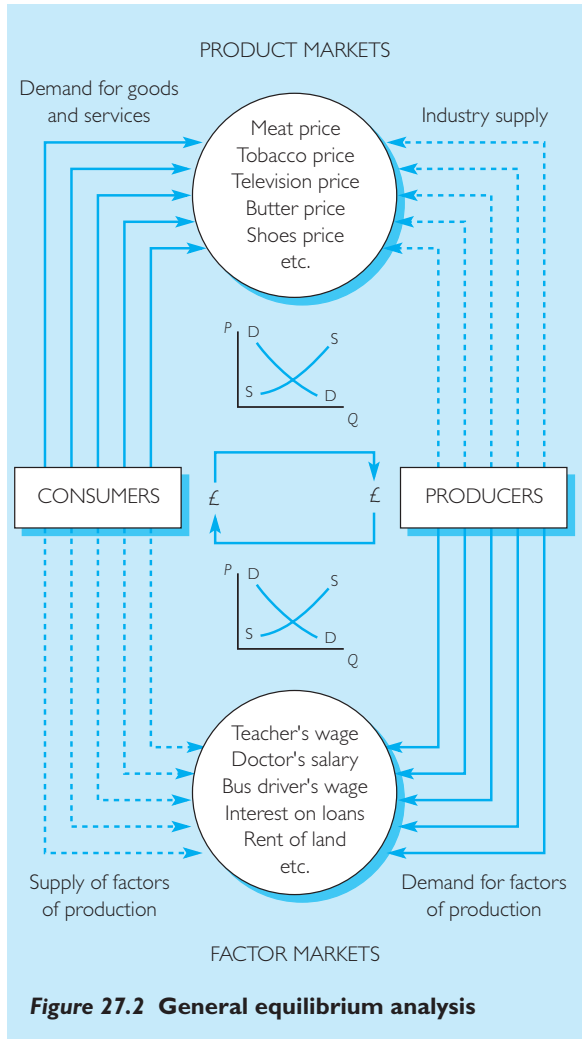 PRODUCT MARKETS
Demand for goods
and services
Industry supply
Meat price
Tobacco price
Television price
Butter price
Shoes price
etc.
P
D
S
S
D
Q
CONSUMERS
£
£
PRODUCERS
P
D
S
S
D
Q
Teacher's wage
Doctor's salary
Bus driver's wage
Interest on loans
Rent of land
etc.
Supply of factors
of production
Demand for factors
of production
FACTOR MARKETS
Figure 27.2 General equilibrium analysis